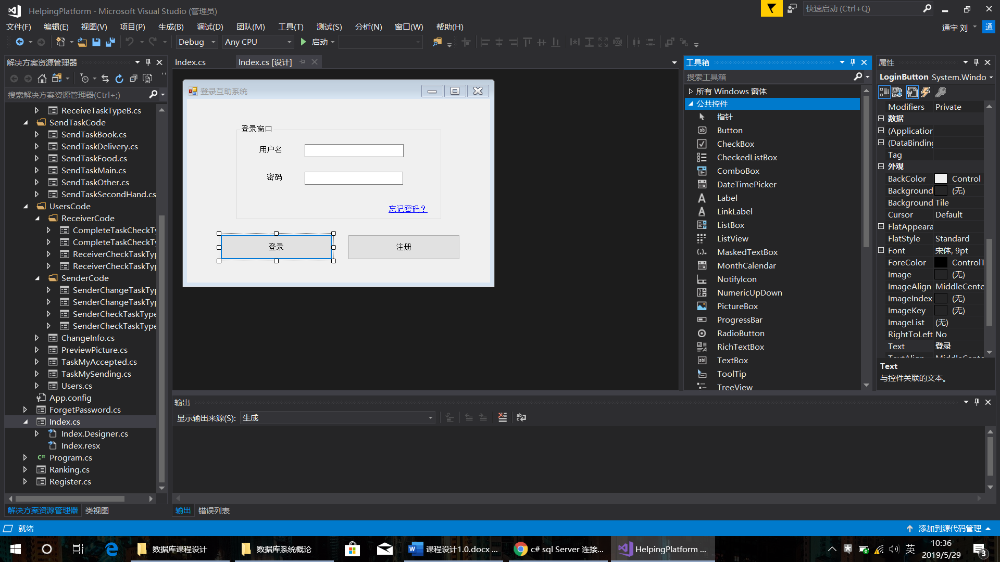 HelpingPlatform - Microsoft Visual Studio (管理员)
快速启动 (Ctrl+Q)
文件(F) 编辑(E) 视图(V) 项目(P) 生成(B) 调试(D) 团队(M) 工具(T) 测试(S) 分析(N) 窗口(W) 帮助(H)
通宇 刘 通
Debug Any CPU 启动
解决方案资源管理器
搜索解决方案资源管理器(Ctrl+;)
ReceiveTaskTypeB.cs
SendTaskCode
SendTaskBook.cs
SendTaskDelivery.cs
SendTaskFood.cs
SendTaskMain.cs
SendTaskOther.cs
SendTaskSecondHand.cs
UsersCode
ReceiverCode
CompleteTaskCheckTy
CompleteTaskCheckTy
ReceiverCheckTaskTyp
ReceiverCheckTaskTyp
SenderCode
SenderChangeTaskTyp
SenderChangeTaskTyp
SenderCheckTaskType
SenderCheckTaskType
ChangeInfo.cs
PreviewPicture.cs
TaskMyAccepted.cs
TaskMySending.cs
Users.cs
App.config
ForgetPassword.cs
Index.cs
Index.Designer.cs
Index.resx
Program.cs
Ranking.cs
Register.cs
解决方案资源管理器 类视图
Index.cs Index.cs [设计]
登录互助系统
登录窗口
用户名
密码
忘记密码？
登录 注册
工具箱
搜索工具箱
所有 Windows 窗体
公共控件
指针
Button
CheckBox
CheckedListBox
ComboBox
DateTimePicker
Label
LinkLabel
ListBox
ListView
MaskedTextBox
MonthCalendar
NotifyIcon
NumericUpDown
PictureBox
ProgressBar
RadioButton
RichTextBox
TextBox
ToolTip
TreeView
属性
LoginButton System.Windo
Modifiers Private
数据
(Application
(DataBinding
Tag
外观
BackColor Control
Background (无)
Background Tile
Cursor Default
FlatAppeara
FlatStyle Standard
Font 宋体, 9pt
ForeColor ControlT
Image (无)
ImageAlign MiddleCente
ImageIndex (无)
ImageKey (无)
ImageList (无)
RightToLeft No
Text 登录
TextAlign MiddleCente
Text
与控件关联的文本。
输出
显示输出来源(S): 生成
输出 错误列表
就绪
添加到源代码管理
数据库课程设计 数据库系统概论 课程设计1.0.docx ... c# sql Server 连接... HelpingPlatform ...
英
10:36
2019/5/29
3